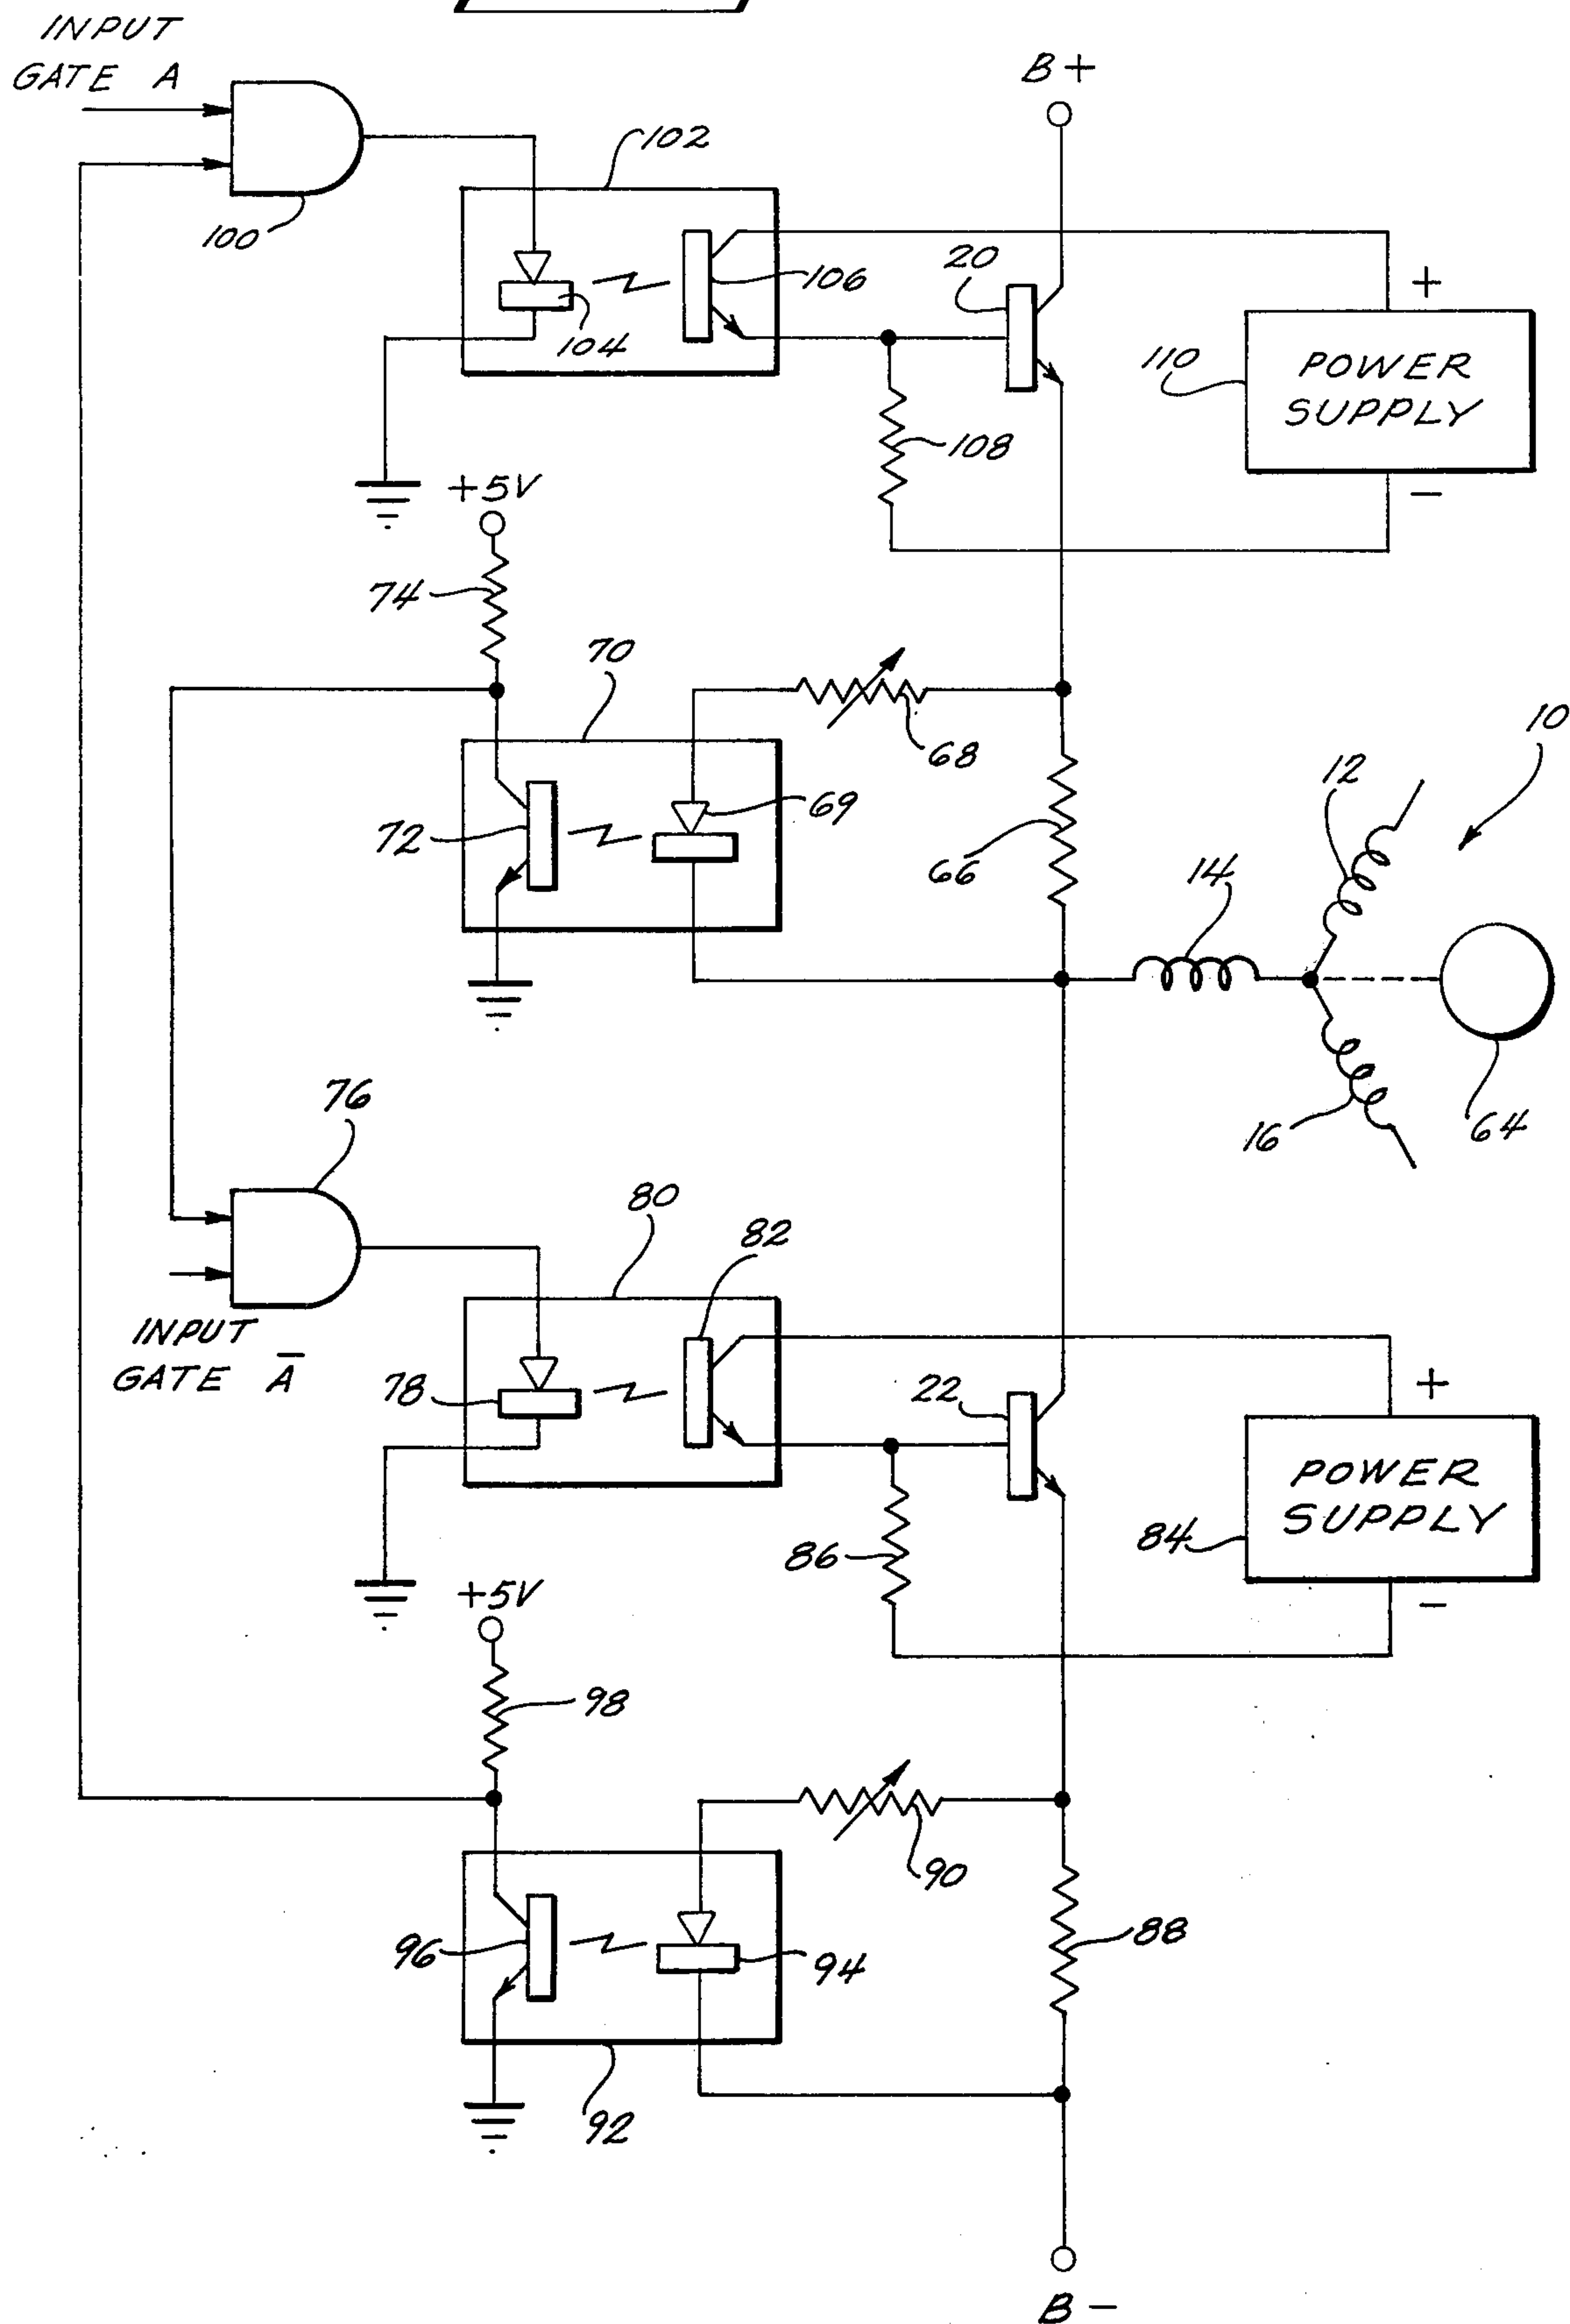 INPUT
GATE A
B+
102
100
20
106
+
104
110
POWER
SUPPLY
108
+5V
−
74
70
10
68
12
69
72
66
14
76
16
64
80
82
INPUT
GATE A̅
78
22
+
POWER
SUPPLY
84
86
+5V
−
98
90
88
96
94
92
B−